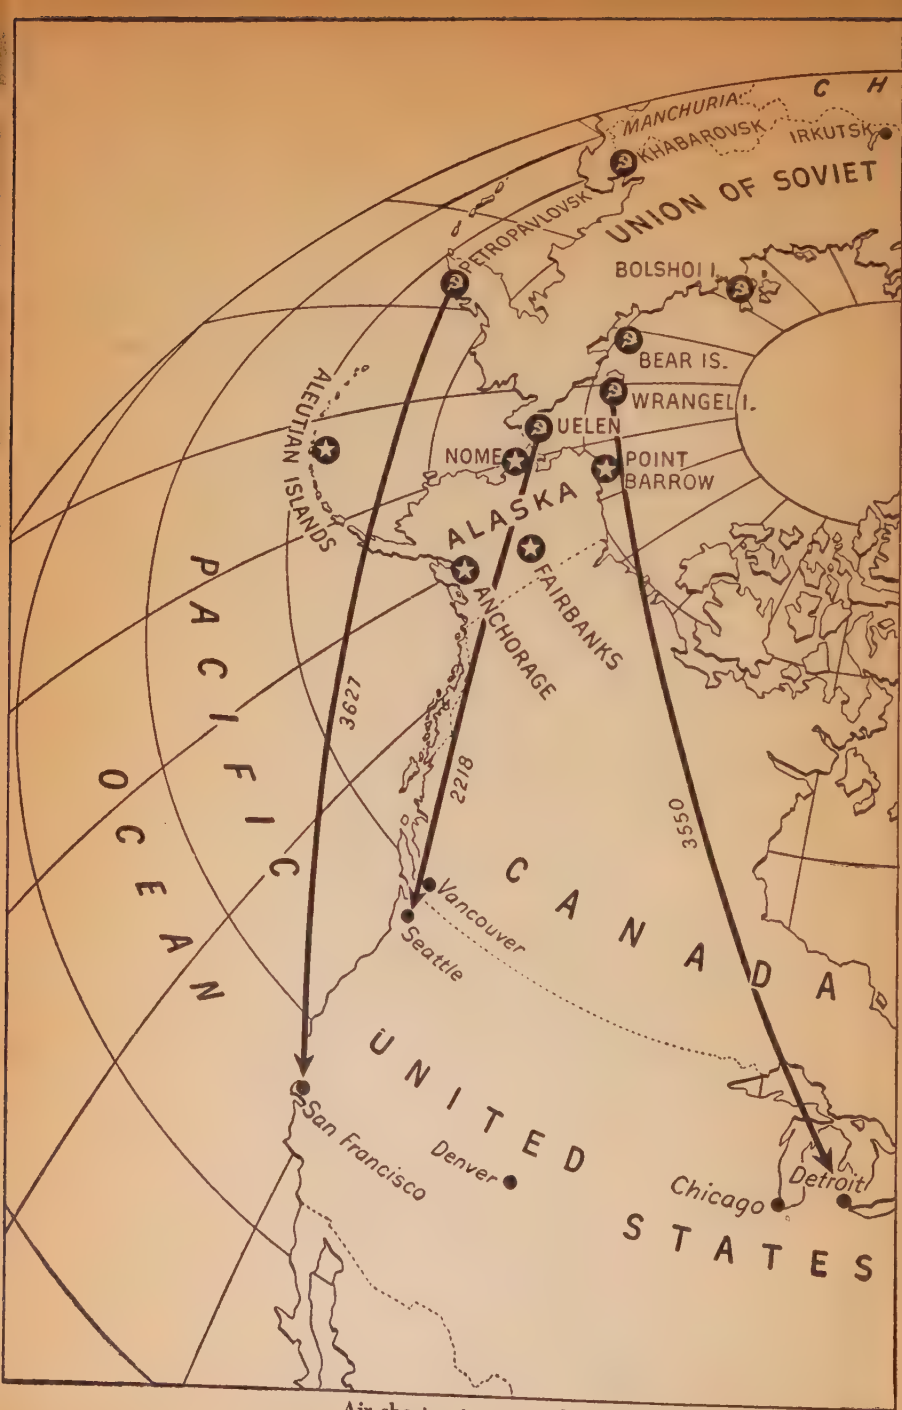 C H
MANCHURIA
KHABAROVSK
IRKUTSK
UNION OF SOVIET
PETROPAVLOVSK
BOLSHOI I.
BEAR IS.
WRANGEL I.
UELEN
NOME
POINT
BARROW
ALEUTIAN ISLANDS
ALASKA
FAIRBANKS
ANCHORAGE
PACIFIC
OCEAN
3627
2218
3550
CANADA
Vancouver
Seattle
UNITED
STATES
San Francisco
Denver
Chicago
Detroit